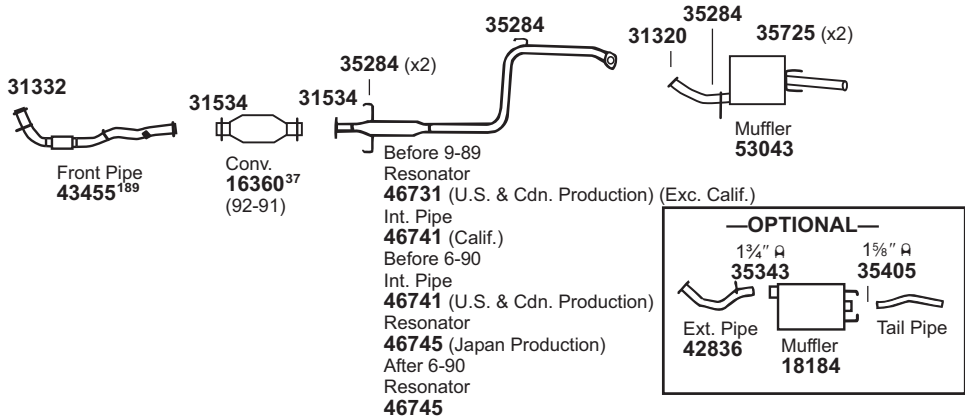 35284
35284
31320
35725 (x2)
35284 (x2)
31332
31534
31534
Front Pipe
43455¹⁸⁹
Conv.
16360³⁷
(92-91)
Muffler
53043
Before 9-89
Resonator
46731 (U.S. & Cdn. Production) (Exc. Calif.)
Int. Pipe
46741 (Calif.)
Before 6-90
Int. Pipe
46741 (U.S. & Cdn. Production)
Resonator
46745 (Japan Production)
After 6-90
Resonator
46745
—OPTIONAL—
1¾″
35343
1⅝″
35405
Ext. Pipe
42836
Muffler
18184
Tail Pipe